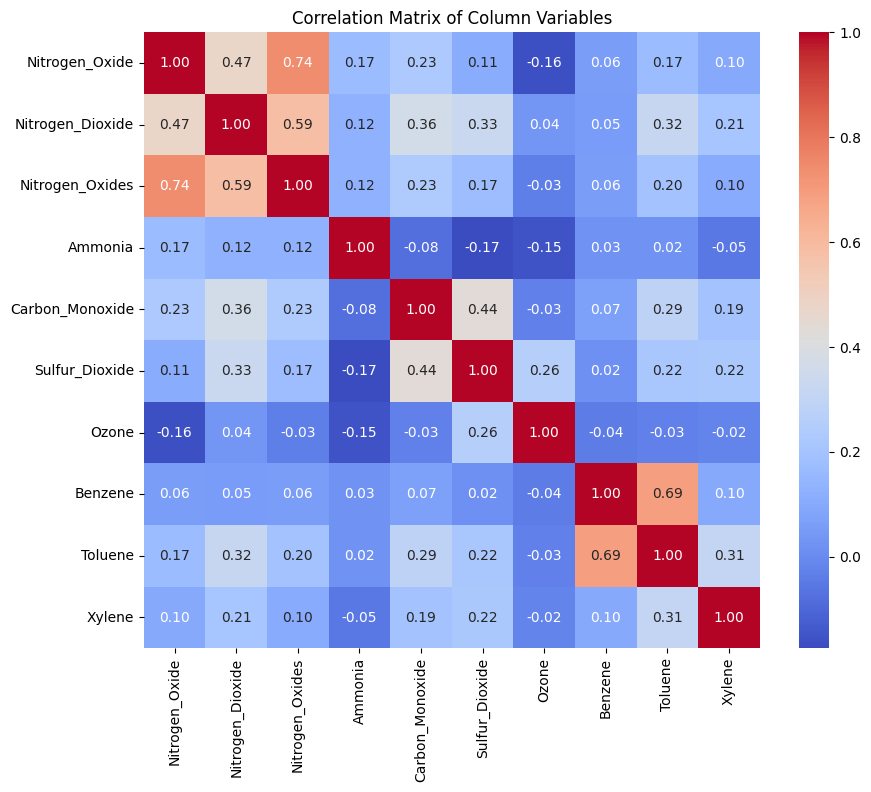 Correlation Matrix of Column Variables
Nitrogen_Oxide 1.00 0.47 0.74 0.17 0.23 0.11 -0.16 0.06 0.17 0.10
Nitrogen_Dioxide 0.47 1.00 0.59 0.12 0.36 0.33 0.04 0.05 0.32 0.21
Nitrogen_Oxides 0.74 0.59 1.00 0.12 0.23 0.17 -0.03 0.06 0.20 0.10
Ammonia 0.17 0.12 0.12 1.00 -0.08 -0.17 -0.15 0.03 0.02 -0.05
Carbon_Monoxide 0.23 0.36 0.23 -0.08 1.00 0.44 -0.03 0.07 0.29 0.19
Sulfur_Dioxide 0.11 0.33 0.17 -0.17 0.44 1.00 0.26 0.02 0.22 0.22
Ozone -0.16 0.04 -0.03 -0.15 -0.03 0.26 1.00 -0.04 -0.03 -0.02
Benzene 0.06 0.05 0.06 0.03 0.07 0.02 -0.04 1.00 0.69 0.10
Toluene 0.17 0.32 0.20 0.02 0.29 0.22 -0.03 0.69 1.00 0.31
Xylene 0.10 0.21 0.10 -0.05 0.19 0.22 -0.02 0.10 0.31 1.00
Nitrogen_Oxide
Nitrogen_Dioxide
Nitrogen_Oxides
Ammonia
Carbon_Monoxide
Sulfur_Dioxide
Ozone
Benzene
Toluene
Xylene
1.0
0.8
0.6
0.4
0.2
0.0